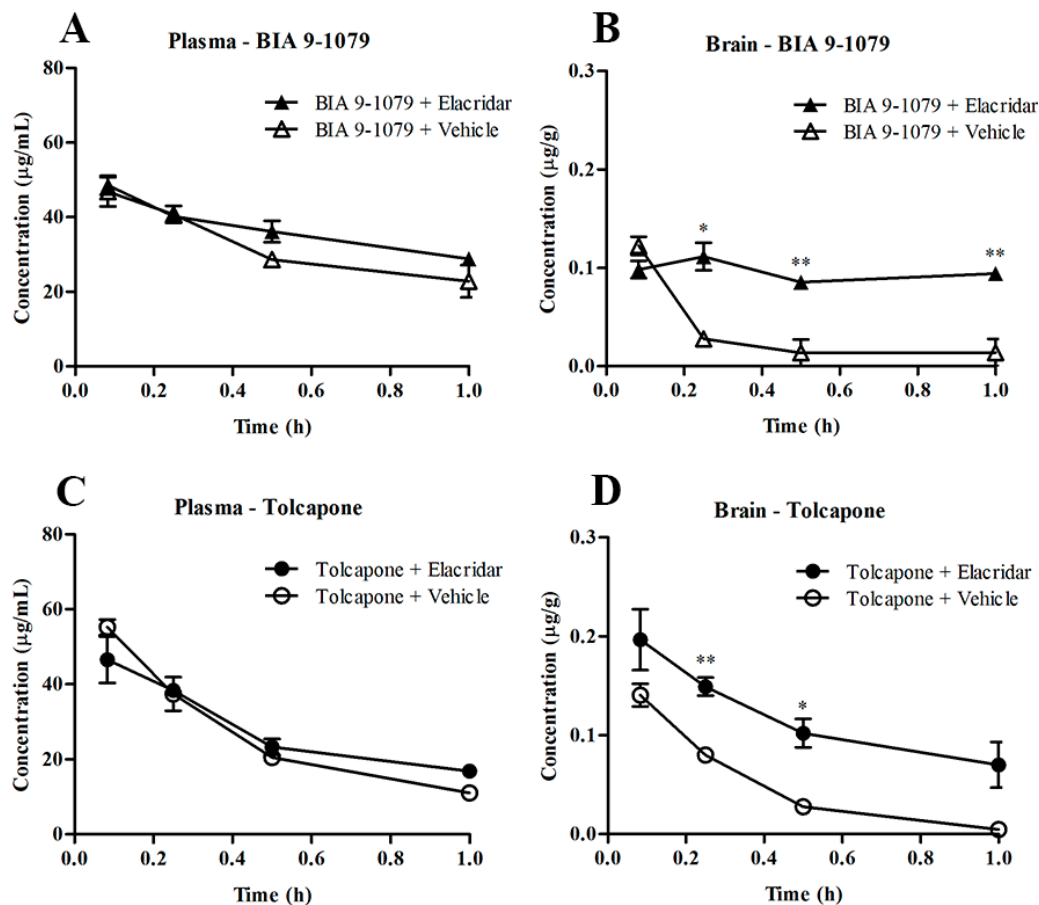 A
Plasma - BIA 9-1079
80
60
40
20
0
Concentration (μg/mL)
BIA 9-1079 + Elacridar
BIA 9-1079 + Vehicle
0.0 0.2 0.4 0.6 0.8 1.0
Time (h)
B
Brain - BIA 9-1079
0.3
0.2
0.1
0.0
Concentration (μg/g)
BIA 9-1079 + Elacridar
BIA 9-1079 + Vehicle
* ** **
0.0 0.2 0.4 0.6 0.8 1.0
Time (h)
C
Plasma - Tolcapone
80
60
40
20
0
Concentration (μg/mL)
Tolcapone + Elacridar
Tolcapone + Vehicle
0.0 0.2 0.4 0.6 0.8 1.0
Time (h)
D
Brain - Tolcapone
0.3
0.2
0.1
0.0
Concentration (μg/g)
Tolcapone + Elacridar
Tolcapone + Vehicle
** *
0.0 0.2 0.4 0.6 0.8 1.0
Time (h)